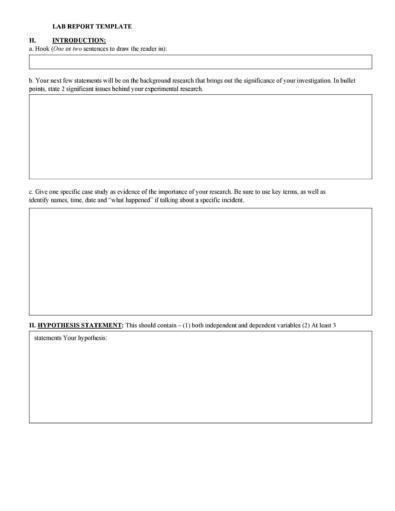 LAB REPORT TEMPLATE
II. INTRODUCTION:
a. Hook (One or two sentences to draw the reader in):
b. Your next few statements will be on the background research that brings out the significance of your investigation. In bullet
points, state 2 significant issues behind your experimental research.
c. Give one specific case study as evidence of the importance of your research. Be sure to use key terms, as well as
identify names, time, date and "what happened" if talking about a specific incident.
II. HYPOTHESIS STATEMENT: This should contain – (1) both independent and dependent variables (2) At least 3
statements Your hypothesis: